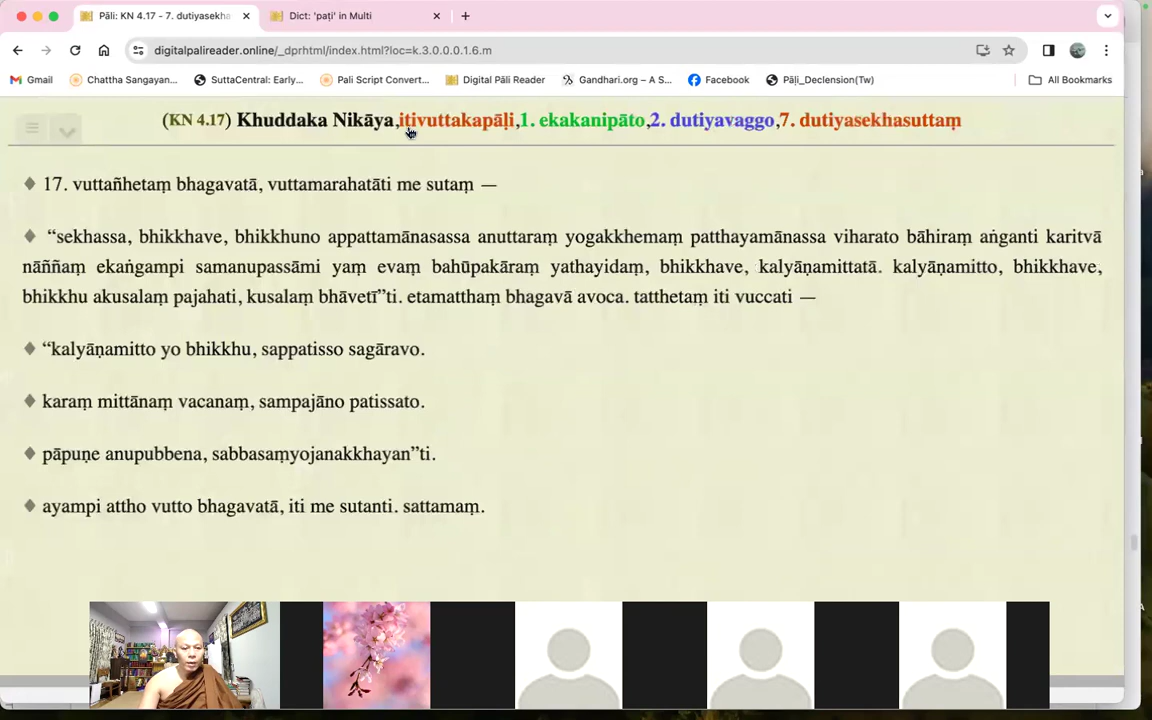 Pāli: KN 4.17 - 7. dutiyasekha
Dict: 'paṭi' in Multi
digitalpalireader.online/_dprhtml/index.html?loc=k.3.0.0.0.1.6.m
Gmail
Chattha Sangayan...
SuttaCentral: Early...
Pali Script Convert...
Digital Pāli Reader
Gandhari.org – A S...
Facebook
Pāḷi_Declension(Tw)
All Bookmarks
(KN 4.17) Khuddaka Nikāya,itivuttakapāḷi,1. ekakanipāto,2. dutiyavaggo,7. dutiyasekhasuttaṃ
♦ 17. vuttañhetaṃ bhagavatā, vuttamarahatāti me sutaṃ —
♦ “sekhassa, bhikkhave, bhikkhuno appattamānasassa anuttaraṃ yogakkhemaṃ patthayamānassa viharato bāhiraṃ aṅganti karitvā
nāññaṃ ekaṅgampi samanupassāmi yaṃ evaṃ bahūpakāraṃ yathayidaṃ, bhikkhave, kalyāṇamittatā. kalyāṇamitto, bhikkhave,
bhikkhu akusalaṃ pajahati, kusalaṃ bhāvetī”ti. etamatthaṃ bhagavā avoca. tatthetaṃ iti vuccati —
♦ “kalyāṇamitto yo bhikkhu, sappatisso sagāravo.
♦ karaṃ mittānaṃ vacanaṃ, sampajāno patissato.
♦ pāpuṇe anupubbena, sabbasaṃyojanakkhayan”ti.
♦ ayampi attho vutto bhagavatā, iti me sutanti. sattamaṃ.